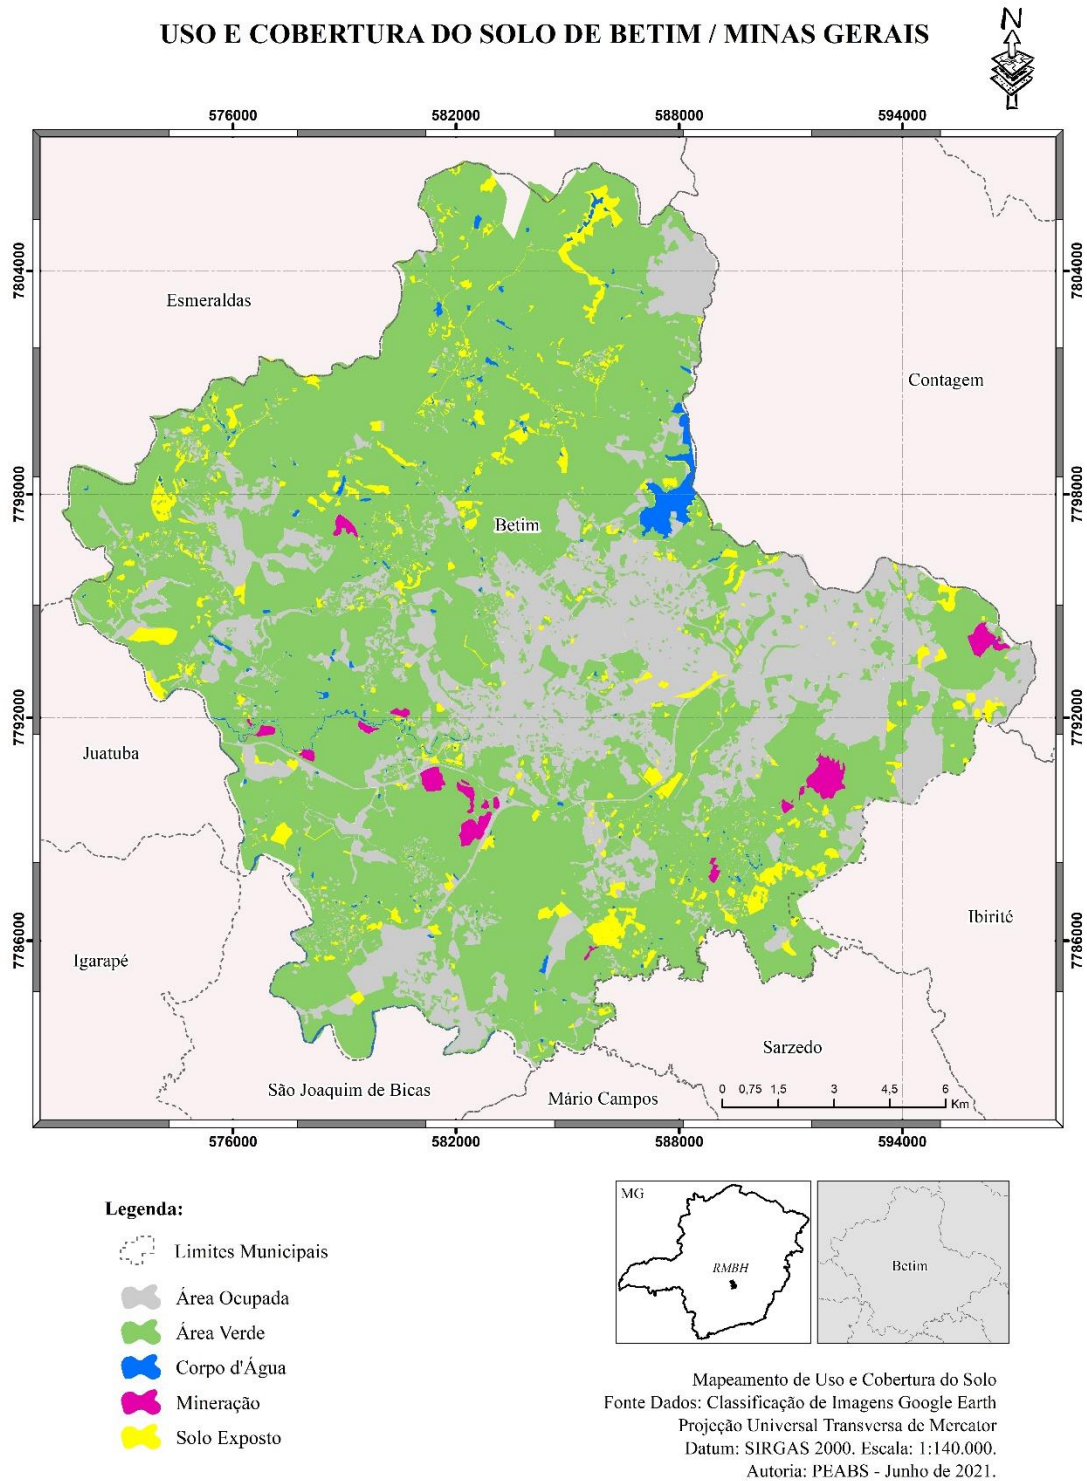 USO E COBERTURA DO SOLO DE BETIM / MINAS GERAIS
N
576000
582000
588000
594000
7804000
7804000
Esmeraldas
Contagem
7798000
7798000
Betim
7792000
7792000
Juatuba
Ibirité
7786000
7786000
Igarapé
Sarzedo
São Joaquim de Bicas
Mário Campos
0 0,75 1,5 3 4,5 6
Km
576000
582000
588000
594000
Legenda:
Limites Municipais
Área Ocupada
Área Verde
Corpo d'Água
Mineração
Solo Exposto
MG
RMBH
Betim
Mapeamento de Uso e Cobertura do Solo
Fonte Dados: Classificação de Imagens Google Earth
Projeção Universal Transversa de Mercator
Datum: SIRGAS 2000. Escala: 1:140.000.
Autoria: PEABS - Junho de 2021.